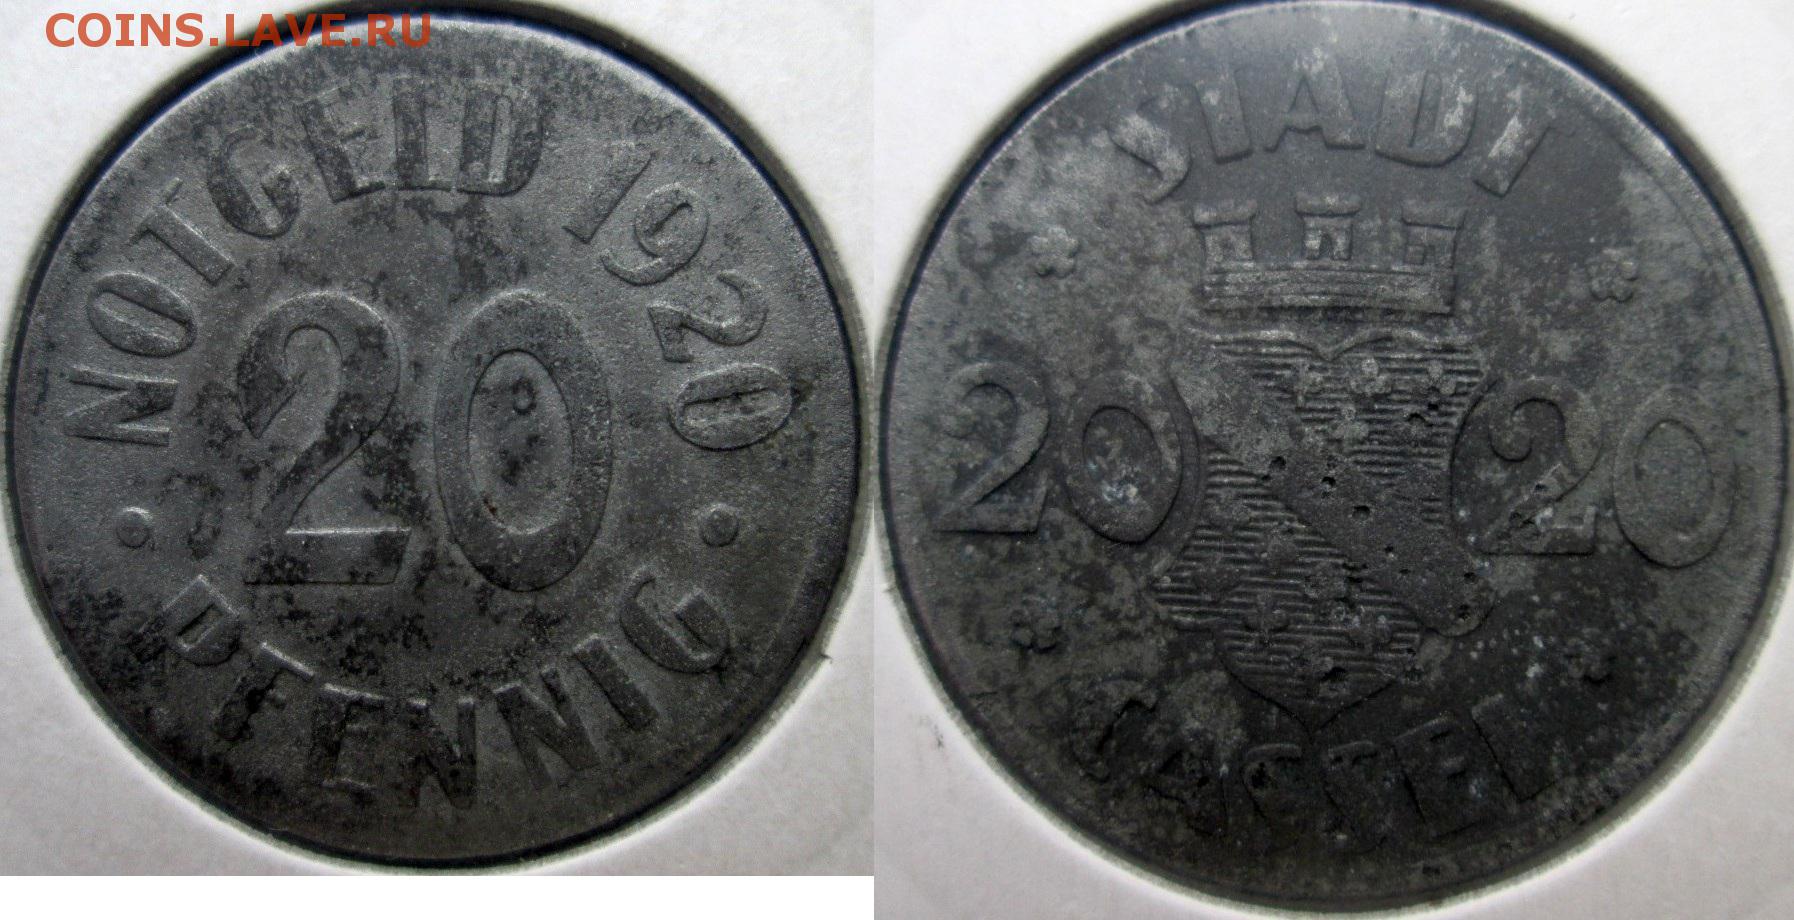 COINS.LAVE.RU
NOTGELD 1920
20
PFENNIG
STADT
20 20
CASSEL